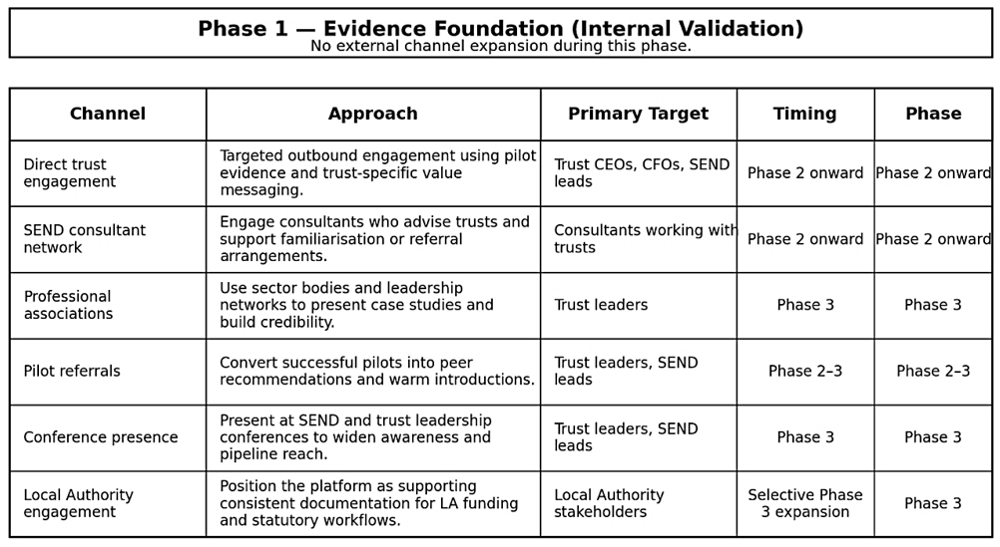 Phase 1 — Evidence Foundation (Internal Validation)
No external channel expansion during this phase.
Channel Approach Primary Target Timing Phase
Direct trust
engagement
Targeted outbound engagement using pilot
evidence and trust-specific value
messaging.
Trust CEOs, CFOs, SEND
leads
Phase 2 onward
Phase 2 onward
SEND consultant
network
Engage consultants who advise trusts and
support familiarisation or referral
arrangements.
Consultants working with
trusts
Phase 2 onward
Phase 2 onward
Professional
associations
Use sector bodies and leadership
networks to present case studies and
build credibility.
Trust leaders
Phase 3
Phase 3
Pilot referrals
Convert successful pilots into peer
recommendations and warm introductions.
Trust leaders, SEND
leads
Phase 2–3
Phase 2–3
Conference presence
Present at SEND and trust leadership
conferences to widen awareness and
pipeline reach.
Trust leaders, SEND
leads
Phase 3
Phase 3
Local Authority
engagement
Position the platform as supporting
consistent documentation for LA funding
and statutory workflows.
Local Authority
stakeholders
Selective Phase
3 expansion
Phase 3